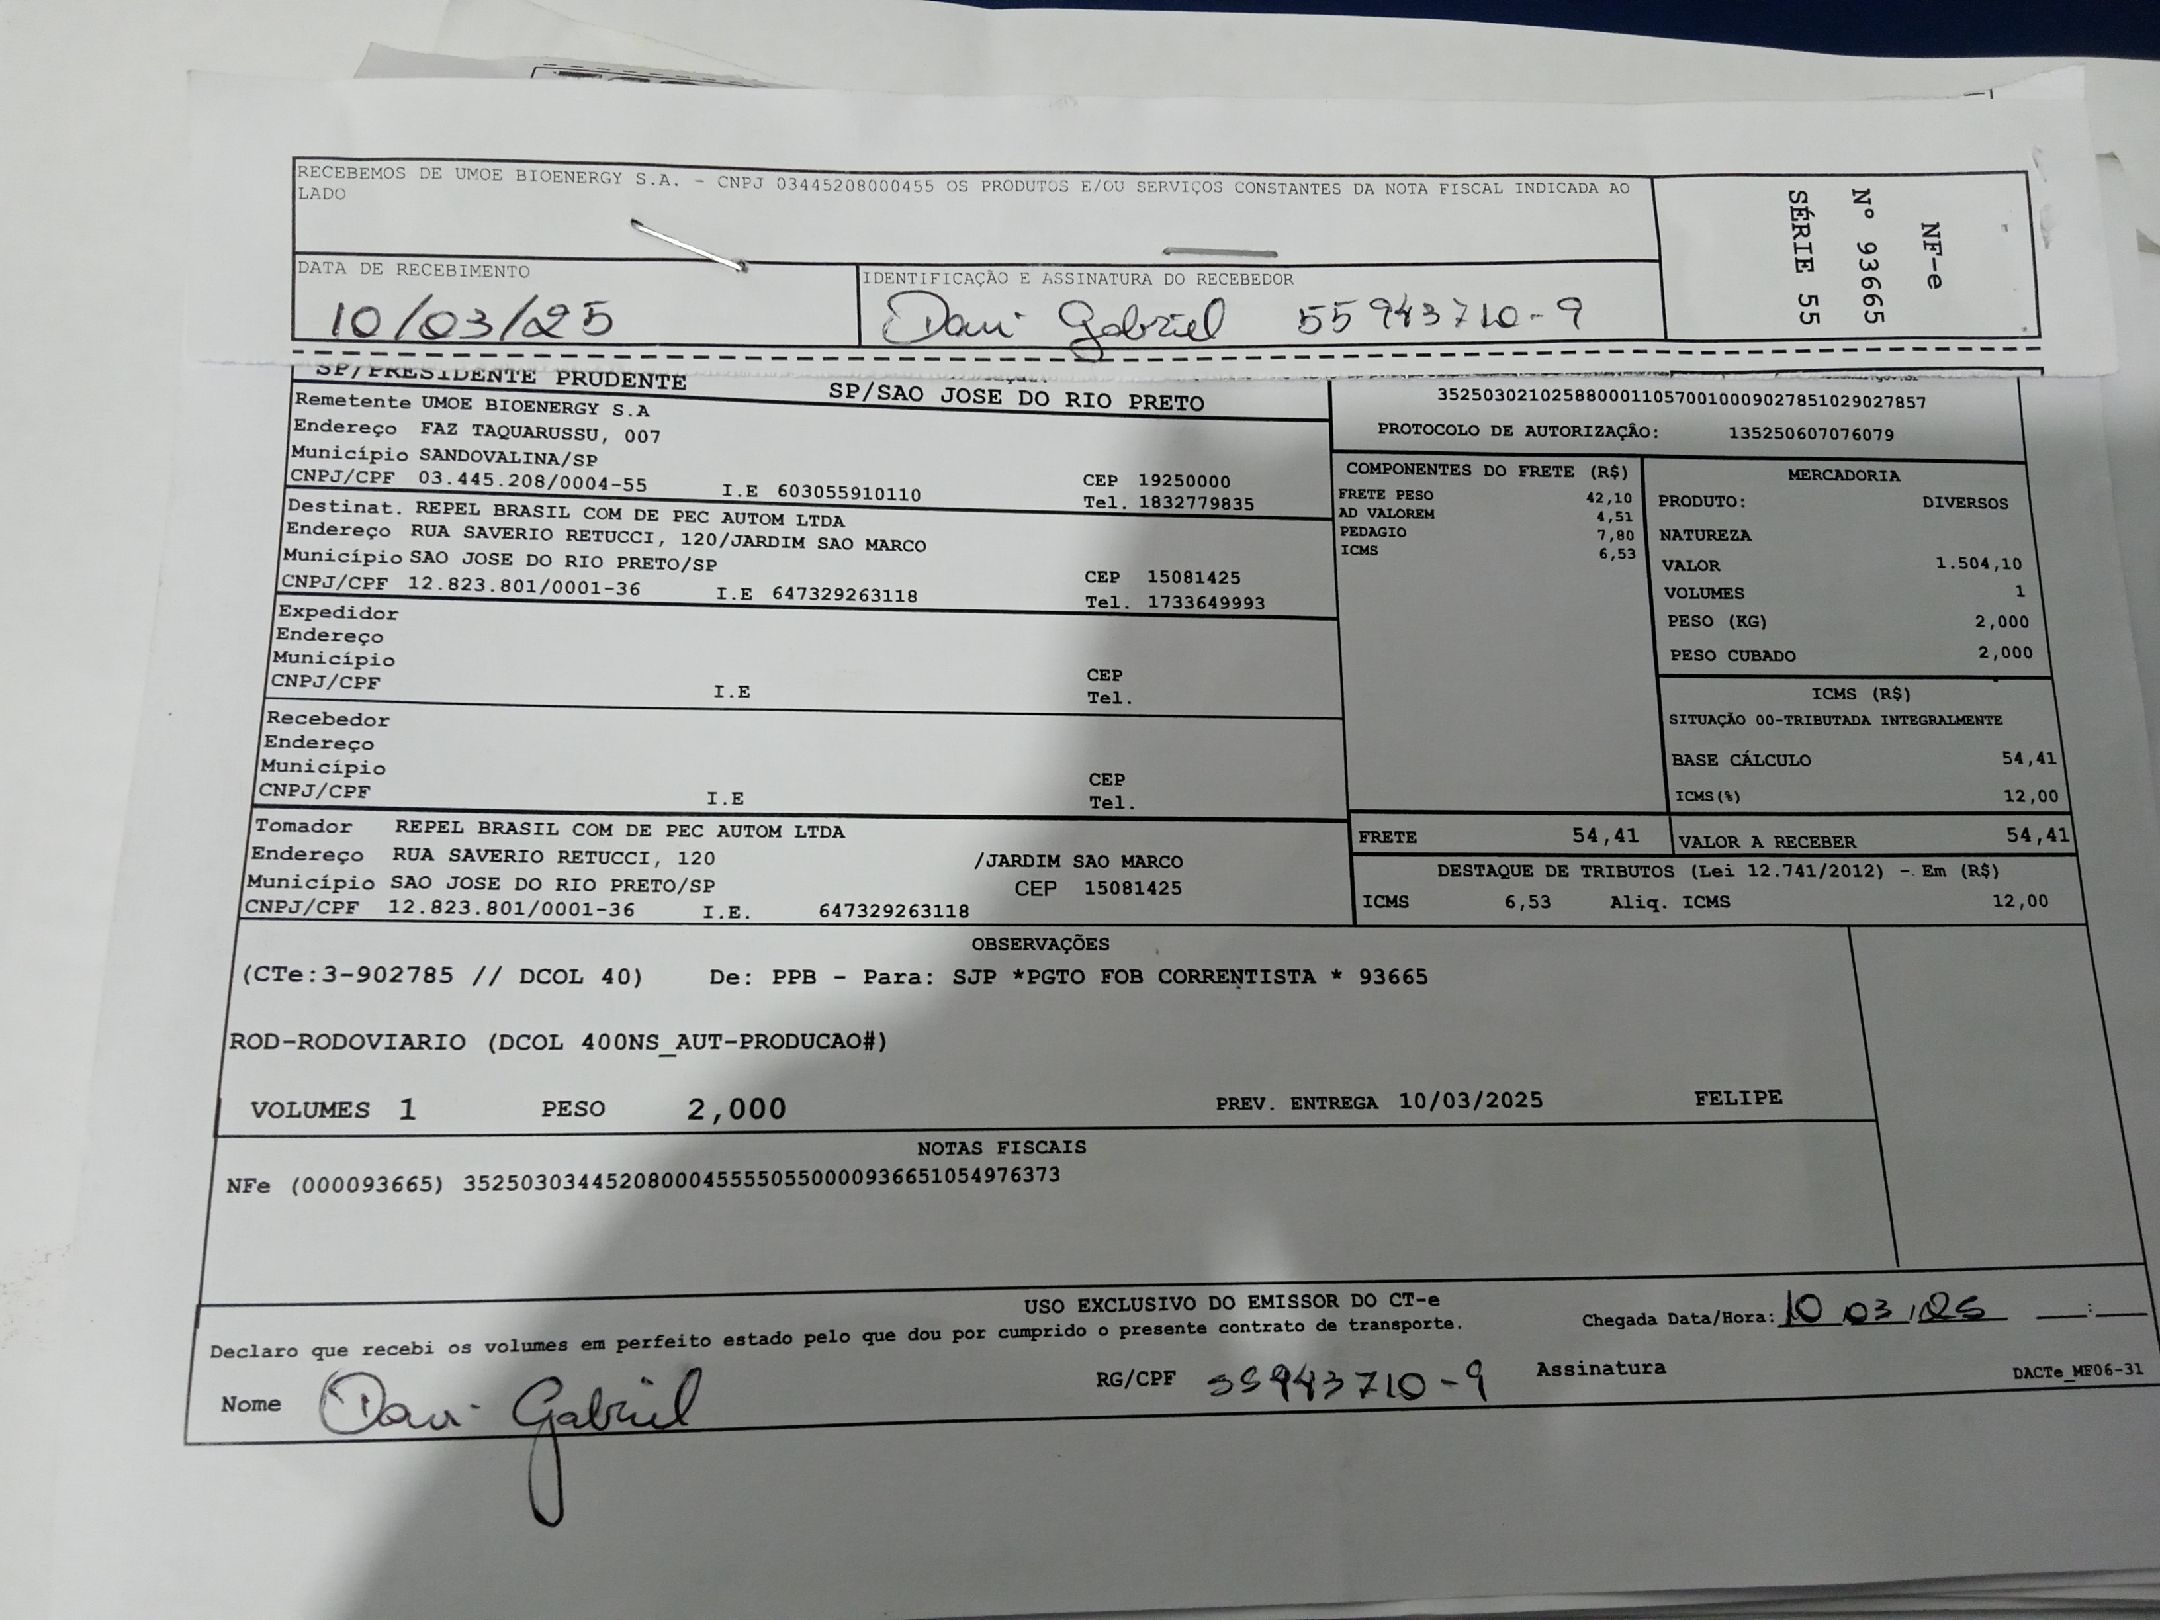 RECEBEMOS DE UMOE BIOENERGY S.A. - CNPJ 03445208000455 OS PRODUTOS E/OU SERVIÇOS CONSTANTES DA NOTA FISCAL INDICADA AO
LADO
NF-e
Nº 93665
SÉRIE 55
DATA DE RECEBIMENTO
10/03/25
IDENTIFICAÇÃO E ASSINATURA DO RECEBEDOR
Davi Gabriel 55943710-9
SP/PRESIDENTE PRUDENTE SP/SAO JOSE DO RIO PRETO
Remetente UMOE BIOENERGY S.A
Endereço FAZ TAQUARUSSU, 007
Município SANDOVALINA/SP
CNPJ/CPF 03.445.208/0004-55 I.E 603055910110
CEP 19250000
Tel. 1832779835
Destinat. REPEL BRASIL COM DE PEC AUTOM LTDA
Endereço RUA SAVERIO RETUCCI, 120/JARDIM SAO MARCO
Município SAO JOSE DO RIO PRETO/SP
CNPJ/CPF 12.823.801/0001-36 I.E 647329263118
CEP 15081425
Tel. 1733649993
Expedidor
Endereço
Município
CNPJ/CPF I.E
CEP
Tel.
Recebedor
Endereço
Município
CNPJ/CPF I.E
CEP
Tel.
Tomador REPEL BRASIL COM DE PEC AUTOM LTDA
Endereço RUA SAVERIO RETUCCI, 120 /JARDIM SAO MARCO
Município SAO JOSE DO RIO PRETO/SP CEP 15081425
CNPJ/CPF 12.823.801/0001-36 I.E. 647329263118
35250302102588000110570010009027851029027857
PROTOCOLO DE AUTORIZAÇÃO: 135250607076079
COMPONENTES DO FRETE (R$)
FRETE PESO 42,10
AD VALOREM 4,51
PEDAGIO 7,80
ICMS 6,53
MERCADORIA
PRODUTO: DIVERSOS
NATUREZA
VALOR 1.504,10
VOLUMES 1
PESO (KG) 2,000
PESO CUBADO 2,000
ICMS (R$)
SITUAÇÃO 00-TRIBUTADA INTEGRALMENTE
BASE CÁLCULO 54,41
ICMS(%) 12,00
FRETE 54,41 VALOR A RECEBER 54,41
DESTAQUE DE TRIBUTOS (Lei 12.741/2012) - Em (R$)
ICMS 6,53 Aliq. ICMS 12,00
OBSERVAÇÕES
(CTe:3-902785 // DCOL 40) De: PPB - Para: SJP *PGTO FOB CORRENTISTA * 93665
ROD-RODOVIARIO (DCOL 400NS_AUT-PRODUCAO#)
VOLUMES 1 PESO 2,000 PREV. ENTREGA 10/03/2025 FELIPE
NOTAS FISCAIS
NFe (000093665) 35250303445208000455550550000936651054976373
USO EXCLUSIVO DO EMISSOR DO CT-e
Declaro que recebi os volumes em perfeito estado pelo que dou por cumprido o presente contrato de transporte.
Chegada Data/Hora: 10 03 25 __:__
Nome Davi Gabriel RG/CPF 55943710-9 Assinatura
DACTe_MF06-31